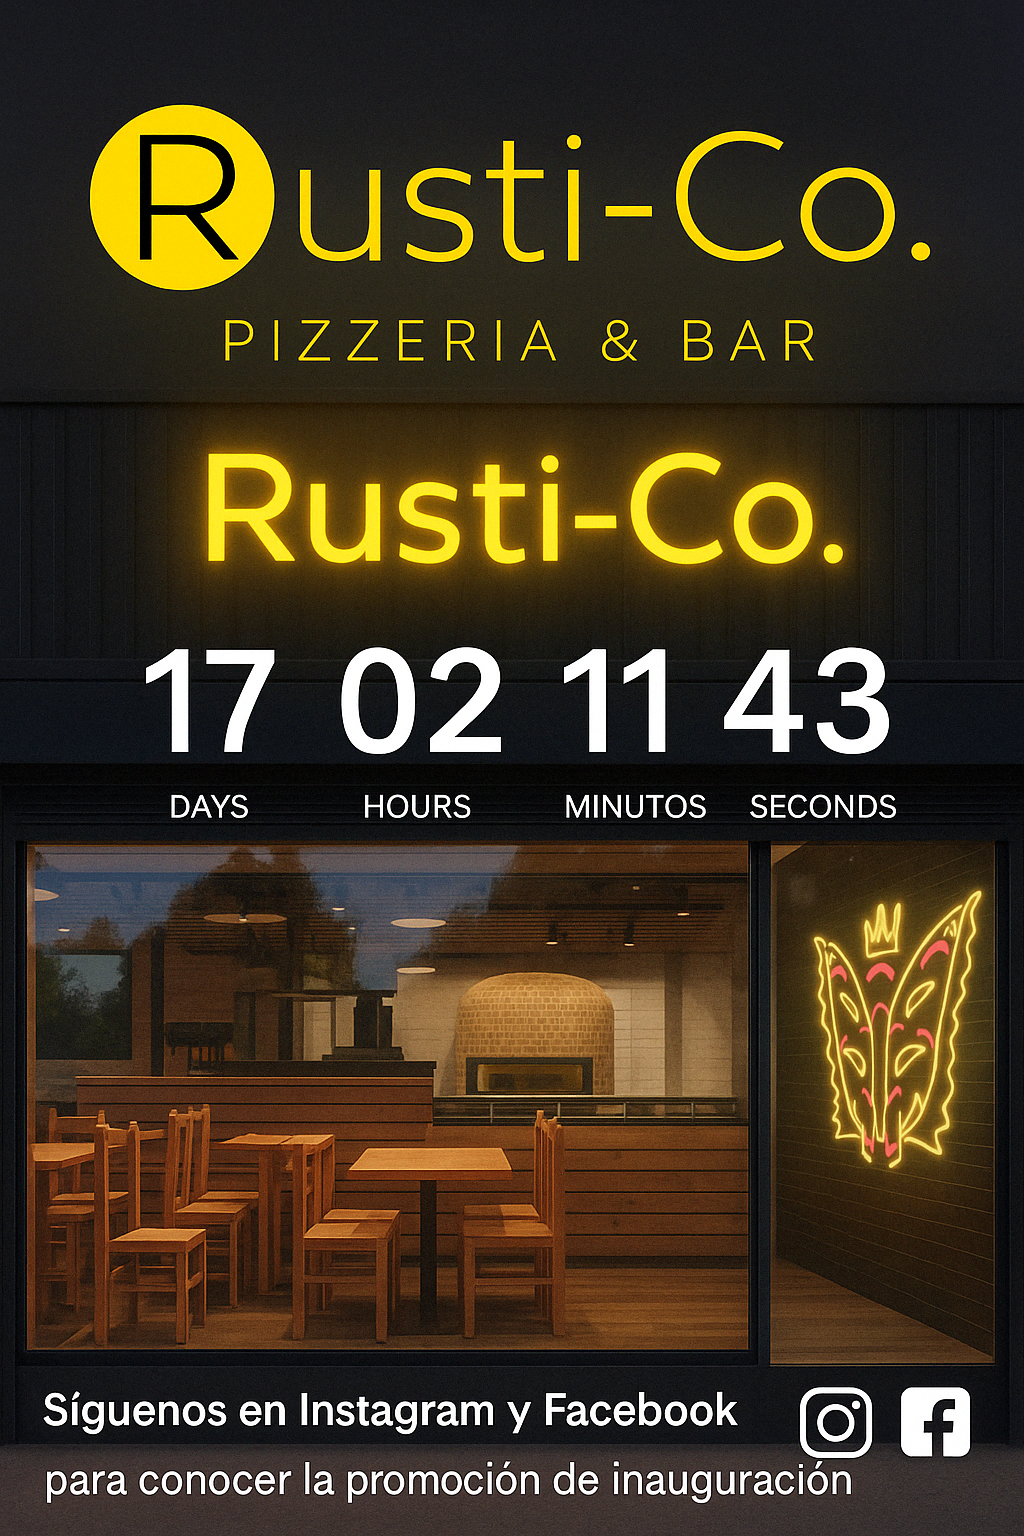 Rusti-Co.
PIZZERIA & BAR
Rusti-Co.
17 02 11 43
DAYS HOURS MINUTOS SECONDS
Síguenos en Instagram y Facebook
para conocer la promoción de inauguración